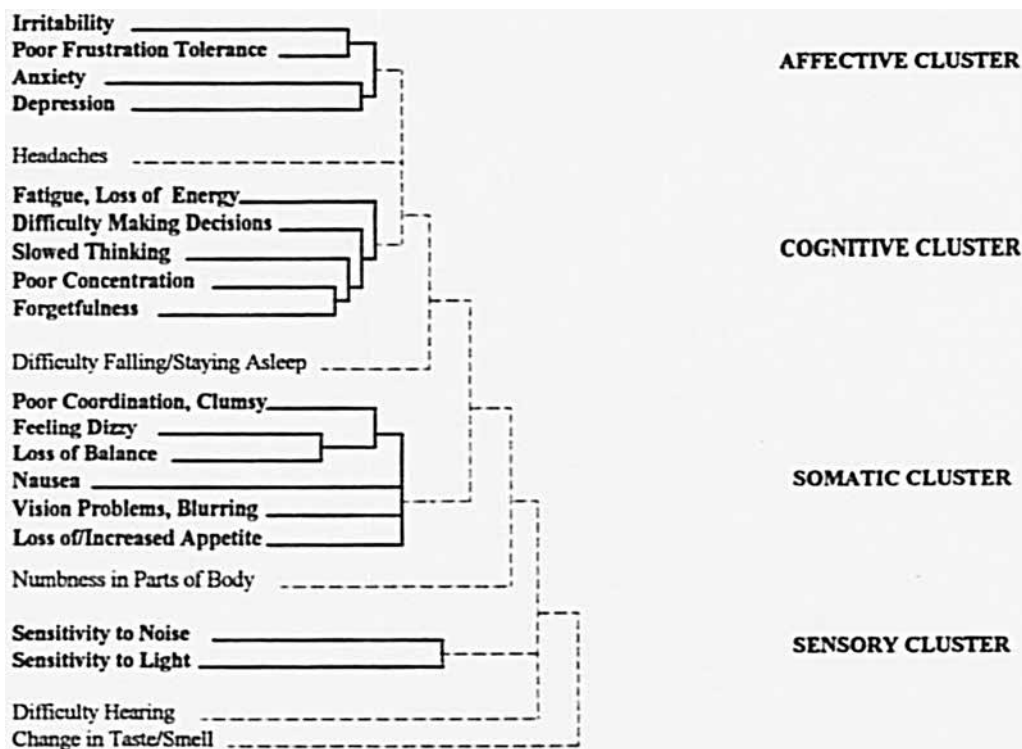 Irritability
Poor Frustration Tolerance
AFFECTIVE CLUSTER
Anxiety
Depression
Headaches
Fatigue, Loss of Energy
Difficulty Making Decisions
COGNITIVE CLUSTER
Slowed Thinking
Poor Concentration
Forgetfulness
Difficulty Falling/Staying Asleep
Poor Coordination, Clumsy
Feeling Dizzy
Loss of Balance
Nausea
SOMATIC CLUSTER
Vision Problems, Blurring
Loss of/Increased Appetite
Numbness in Parts of Body
Sensitivity to Noise
SENSORY CLUSTER
Sensitivity to Light
Difficulty Hearing
Change in Taste/Smell